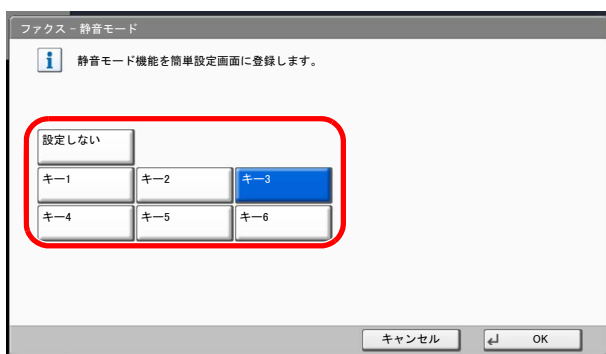 ファクス - 静音モード
静音モード機能を簡単設定画面に登録します。
設定しない
キー1 キー2 キー3
キー4 キー5 キー6
キャンセル OK